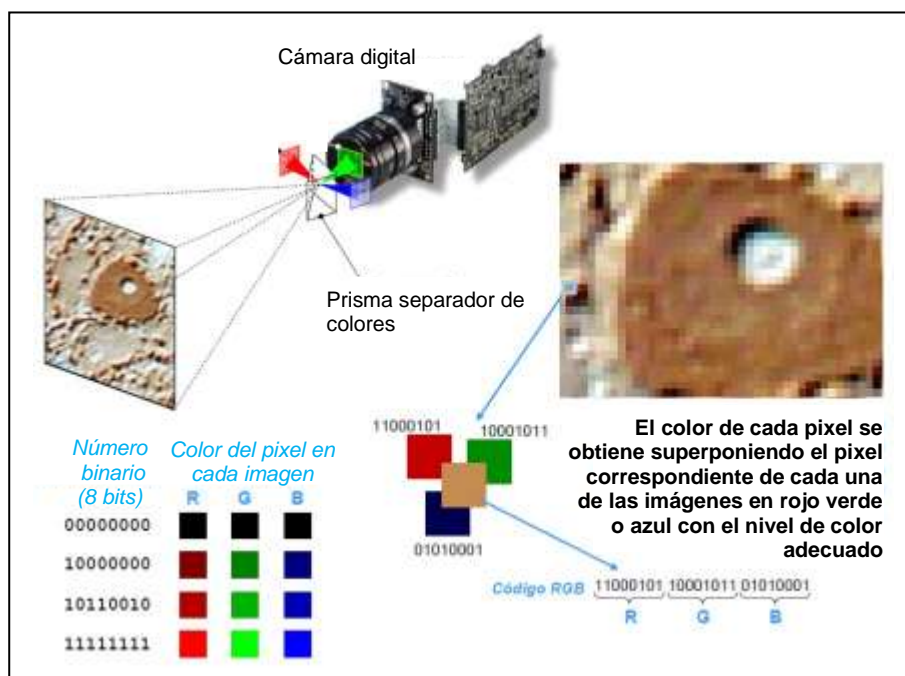 Cámara digital
Prisma separador de
colores
Número
binario
(8 bits)
Color del pixel en
cada imagen
R G B
00000000
10000000
10110010
11111111
11000101
10001011
01010001
El color de cada pixel se
obtiene superponiendo el pixel
correspondiente de cada una
de las imágenes en rojo verde
o azul con el nivel de color
adecuado
Código RGB 11000101 10001011 01010001
R G B